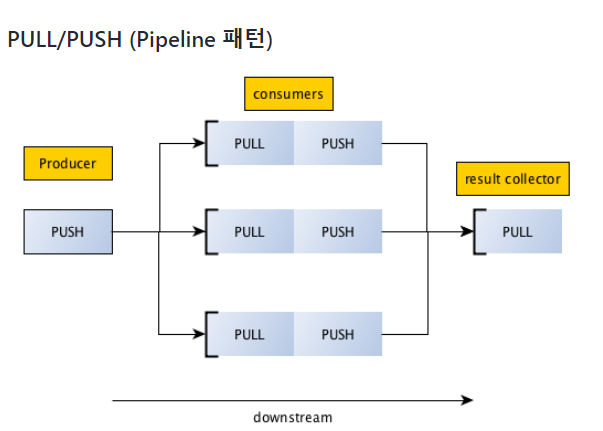 PULL/PUSH (Pipeline 패턴)
consumers
PULL PUSH
Producer
result collector
PUSH
PULL PUSH
PULL
PULL PUSH
downstream